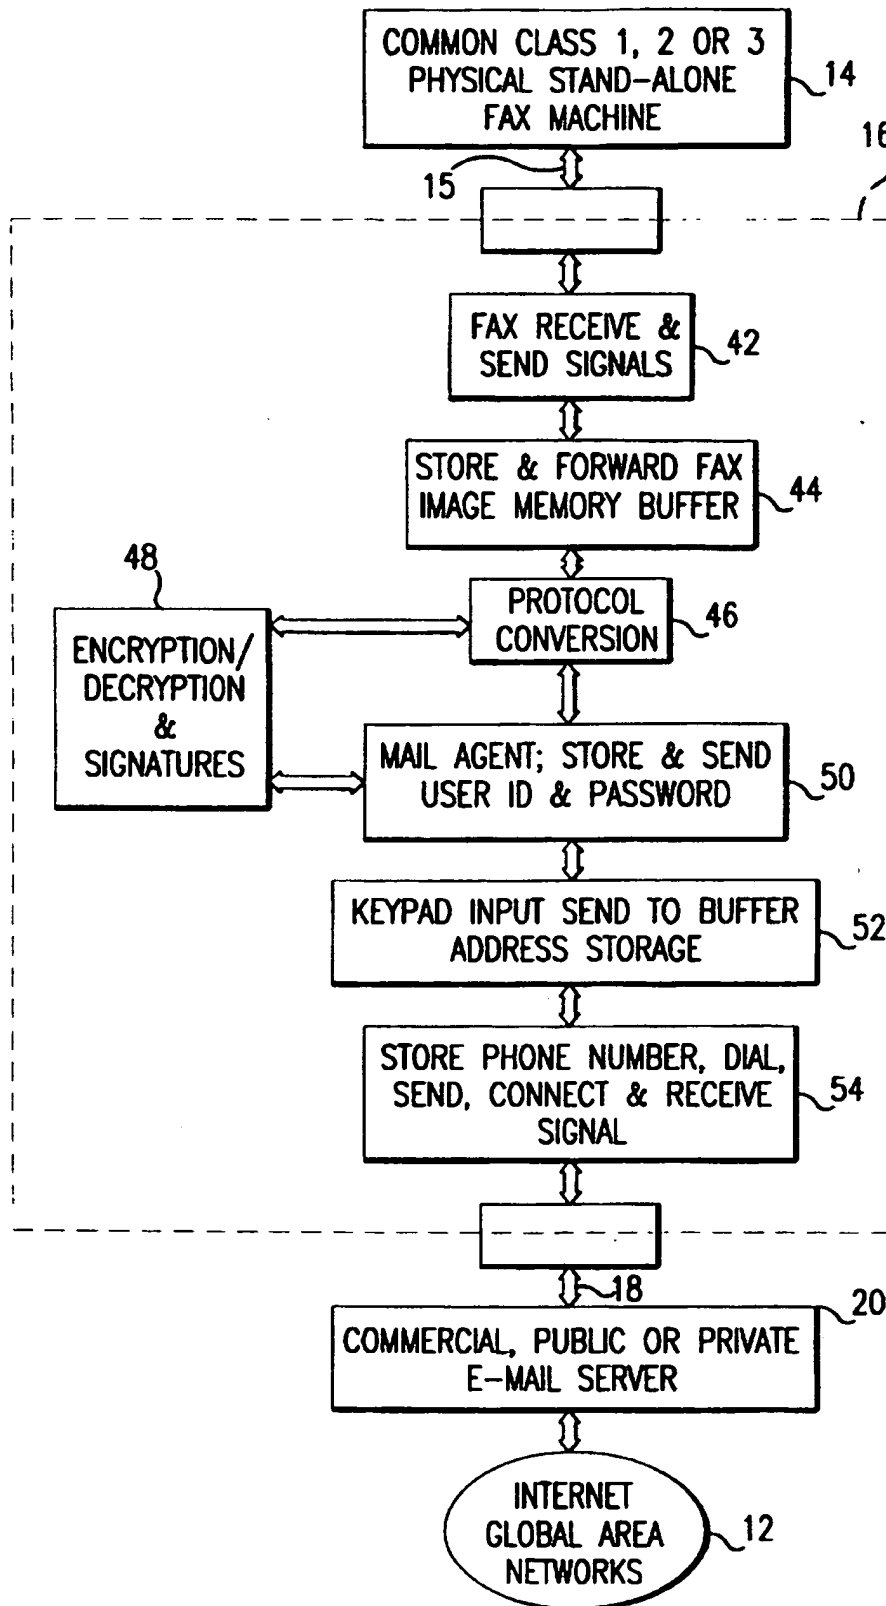 COMMON CLASS 1, 2 OR 3
PHYSICAL STAND-ALONE
FAX MACHINE
14
16
15
FAX RECEIVE &
SEND SIGNALS
42
STORE & FORWARD FAX
IMAGE MEMORY BUFFER
44
48
ENCRYPTION/
DECRYPTION
&
SIGNATURES
PROTOCOL
CONVERSION
46
MAIL AGENT; STORE & SEND
USER ID & PASSWORD
50
KEYPAD INPUT SEND TO BUFFER
ADDRESS STORAGE
52
STORE PHONE NUMBER, DIAL,
SEND, CONNECT & RECEIVE
SIGNAL
54
18
20
COMMERCIAL, PUBLIC OR PRIVATE
E-MAIL SERVER
INTERNET
GLOBAL AREA
NETWORKS
12